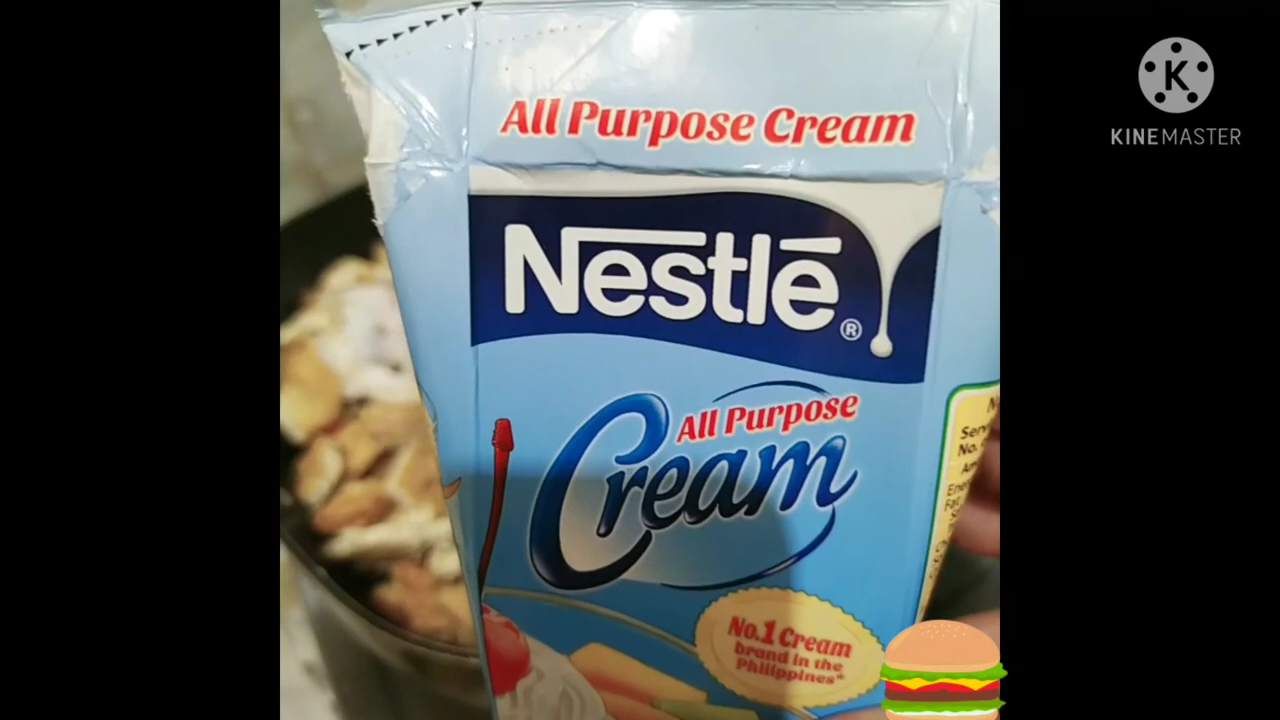 All Purpose Cream
Nestlé®
All Purpose
Cream
No.1 Cream
brand in the
Philippines*
K
KINEMASTER